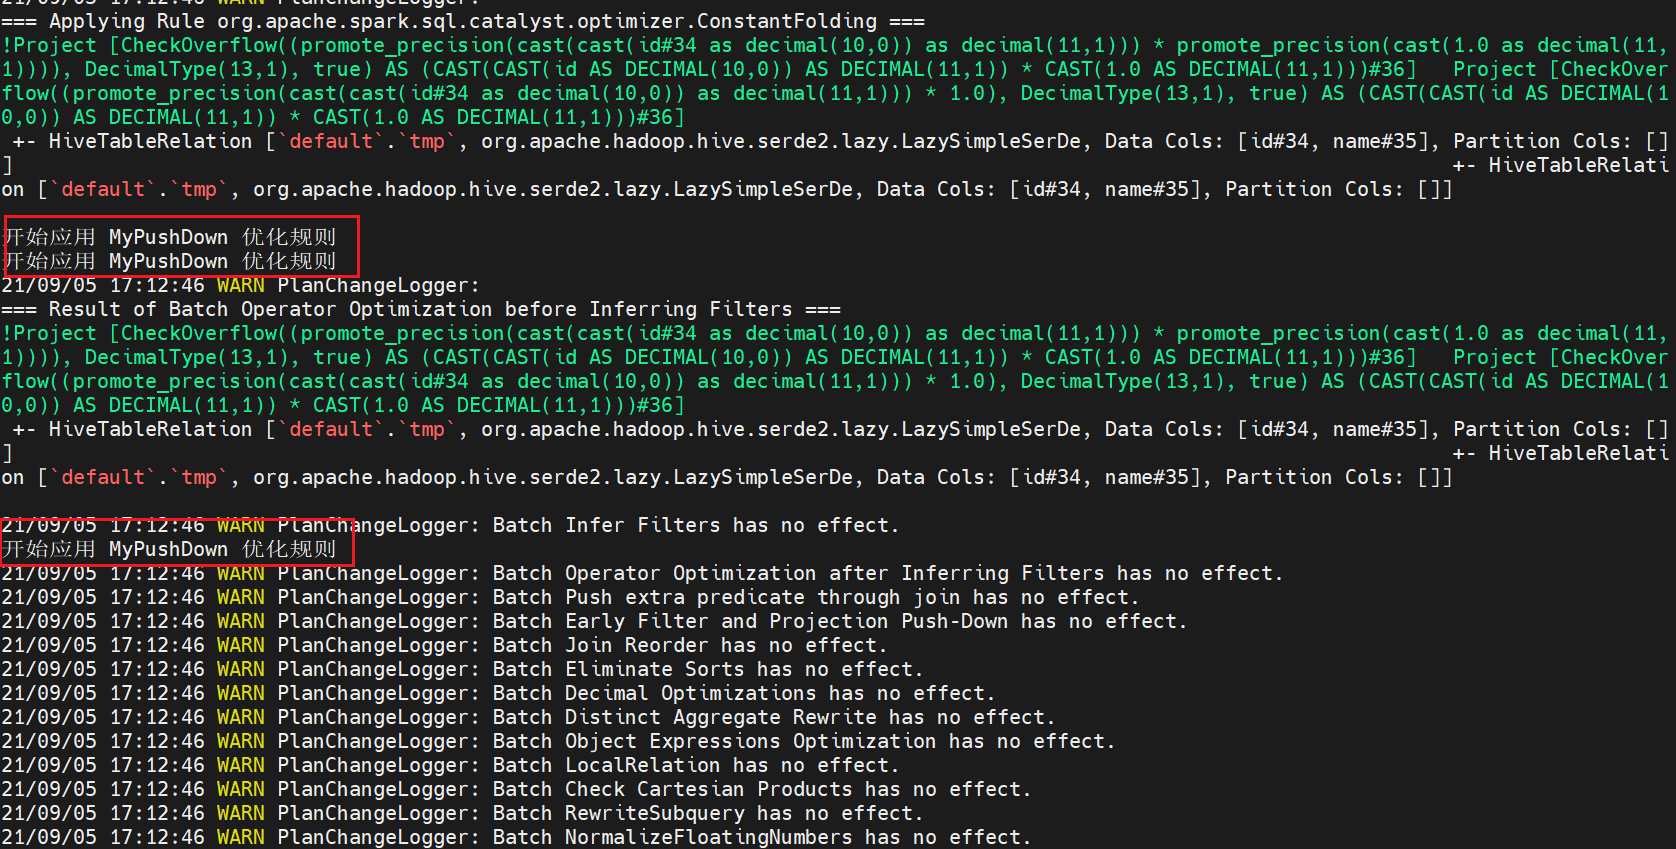 21/09/05 17:12:46 WARN PlanChangeLogger:
=== Applying Rule org.apache.spark.sql.catalyst.optimizer.ConstantFolding ===
!Project [CheckOverflow((promote_precision(cast(cast(id#34 as decimal(10,0)) as decimal(11,1))) * promote_precision(cast(1.0 as decimal(11,
1)))), DecimalType(13,1), true) AS (CAST(CAST(id AS DECIMAL(10,0)) AS DECIMAL(11,1)) * CAST(1.0 AS DECIMAL(11,1)))#36]   Project [CheckOver
flow((promote_precision(cast(cast(id#34 as decimal(10,0)) as decimal(11,1))) * 1.0), DecimalType(13,1), true) AS (CAST(CAST(id AS DECIMAL(1
0,0)) AS DECIMAL(11,1)) * CAST(1.0 AS DECIMAL(11,1)))#36]
+- HiveTableRelation [`default`.`tmp`, org.apache.hadoop.hive.serde2.lazy.LazySimpleSerDe, Data Cols: [id#34, name#35], Partition Cols: []
] +- HiveTableRelati
on [`default`.`tmp`, org.apache.hadoop.hive.serde2.lazy.LazySimpleSerDe, Data Cols: [id#34, name#35], Partition Cols: []]
开始应用 MyPushDown 优化规则
开始应用 MyPushDown 优化规则
21/09/05 17:12:46 WARN PlanChangeLogger:
=== Result of Batch Operator Optimization before Inferring Filters ===
!Project [CheckOverflow((promote_precision(cast(cast(id#34 as decimal(10,0)) as decimal(11,1))) * promote_precision(cast(1.0 as decimal(11,
1)))), DecimalType(13,1), true) AS (CAST(CAST(id AS DECIMAL(10,0)) AS DECIMAL(11,1)) * CAST(1.0 AS DECIMAL(11,1)))#36]   Project [CheckOver
flow((promote_precision(cast(cast(id#34 as decimal(10,0)) as decimal(11,1))) * 1.0), DecimalType(13,1), true) AS (CAST(CAST(id AS DECIMAL(1
0,0)) AS DECIMAL(11,1)) * CAST(1.0 AS DECIMAL(11,1)))#36]
+- HiveTableRelation [`default`.`tmp`, org.apache.hadoop.hive.serde2.lazy.LazySimpleSerDe, Data Cols: [id#34, name#35], Partition Cols: []
] +- HiveTableRelati
on [`default`.`tmp`, org.apache.hadoop.hive.serde2.lazy.LazySimpleSerDe, Data Cols: [id#34, name#35], Partition Cols: []]
21/09/05 17:12:46 WARN PlanChangeLogger: Batch Infer Filters has no effect.
开始应用 MyPushDown 优化规则
21/09/05 17:12:46 WARN PlanChangeLogger: Batch Operator Optimization after Inferring Filters has no effect.
21/09/05 17:12:46 WARN PlanChangeLogger: Batch Push extra predicate through join has no effect.
21/09/05 17:12:46 WARN PlanChangeLogger: Batch Early Filter and Projection Push-Down has no effect.
21/09/05 17:12:46 WARN PlanChangeLogger: Batch Join Reorder has no effect.
21/09/05 17:12:46 WARN PlanChangeLogger: Batch Eliminate Sorts has no effect.
21/09/05 17:12:46 WARN PlanChangeLogger: Batch Decimal Optimizations has no effect.
21/09/05 17:12:46 WARN PlanChangeLogger: Batch Distinct Aggregate Rewrite has no effect.
21/09/05 17:12:46 WARN PlanChangeLogger: Batch Object Expressions Optimization has no effect.
21/09/05 17:12:46 WARN PlanChangeLogger: Batch LocalRelation has no effect.
21/09/05 17:12:46 WARN PlanChangeLogger: Batch Check Cartesian Products has no effect.
21/09/05 17:12:46 WARN PlanChangeLogger: Batch RewriteSubquery has no effect.
21/09/05 17:12:46 WARN PlanChangeLogger: Batch NormalizeFloatingNumbers has no effect.